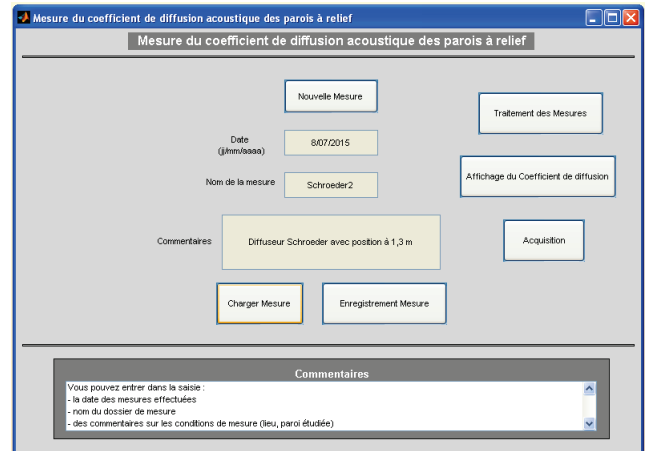 Mesure du coefficient de diffusion acoustique des parois à relief
Mesure du coefficient de diffusion acoustique des parois à relief
Nouvelle Mesure
Traitement des Mesures
Date
(jj/mm/aaaa)
8/07/2015
Nom de la mesure
Schroeder2
Affichage du Coefficient de diffusion
Commentaires
Diffuseur Schroeder avec position à 1,3 m
Acquisition
Charger Mesure
Enregistrement Mesure
Commentaires
Vous pouvez entrer dans la saisie :
- la date des mesures effectuées
- nom du dossier de mesure
- des commentaires sur les conditions de mesure (lieu, paroi étudiée)